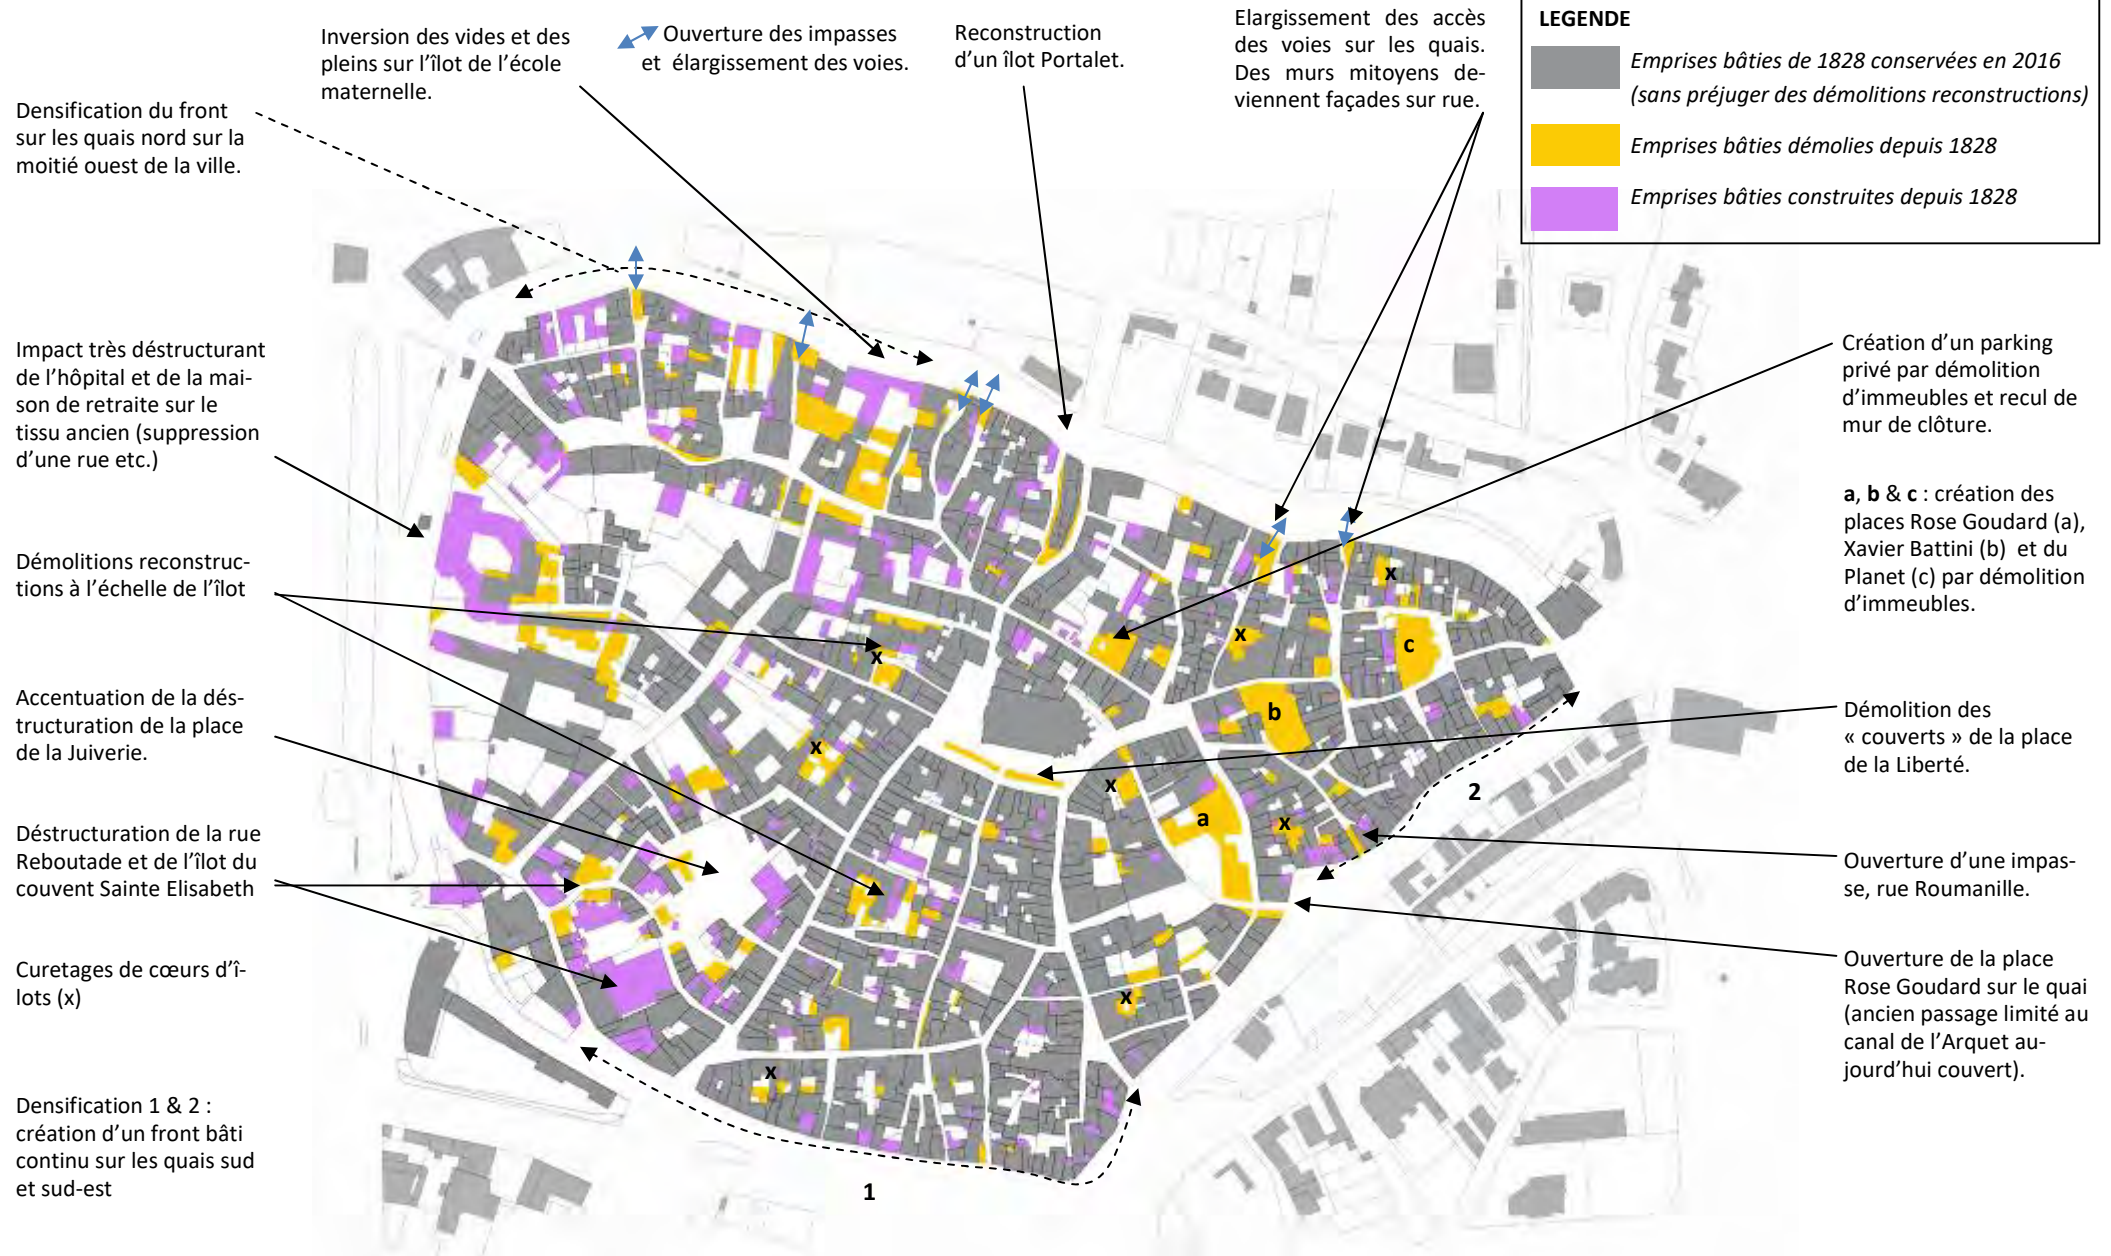 Inversion des vides et des
pleins sur l'îlot de l'école
maternelle.
Ouverture des impasses
et élargissement des voies.
Reconstruction
d'un îlot Portalet.
Elargissement des accès
des voies sur les quais.
Des murs mitoyens de-
viennent façades sur rue.
LEGENDE
Emprises bâties de 1828 conservées en 2016
(sans préjuger des démolitions reconstructions)
Emprises bâties démolies depuis 1828
Emprises bâties construites depuis 1828
Densification du front
sur les quais nord sur la
moitié ouest de la ville.
Impact très déstructurant
de l'hôpital et de la mai-
son de retraite sur le
tissu ancien (suppression
d'une rue etc.)
Démolitions reconstruc-
tions à l'échelle de l'îlot
Accentuation de la dés-
tructuration de la place
de la Juiverie.
Déstructuration de la rue
Reboutade et de l'îlot du
couvent Sainte Elisabeth
Curetages de cœurs d'î-
lots (x)
Densification 1 & 2 :
création d'un front bâti
continu sur les quais sud
et sud-est
x
x
c
x
b
x
x
a
x
2
x
x
1
Création d'un parking
privé par démolition
d'immeubles et recul de
mur de clôture.
a, b & c : création des
places Rose Goudard (a),
Xavier Battini (b) et du
Planet (c) par démolition
d'immeubles.
Démolition des
« couverts » de la place
de la Liberté.
Ouverture d'une impas-
se, rue Roumanille.
Ouverture de la place
Rose Goudard sur le quai
(ancien passage limité au
canal de l'Arquet au-
jourd'hui couvert).